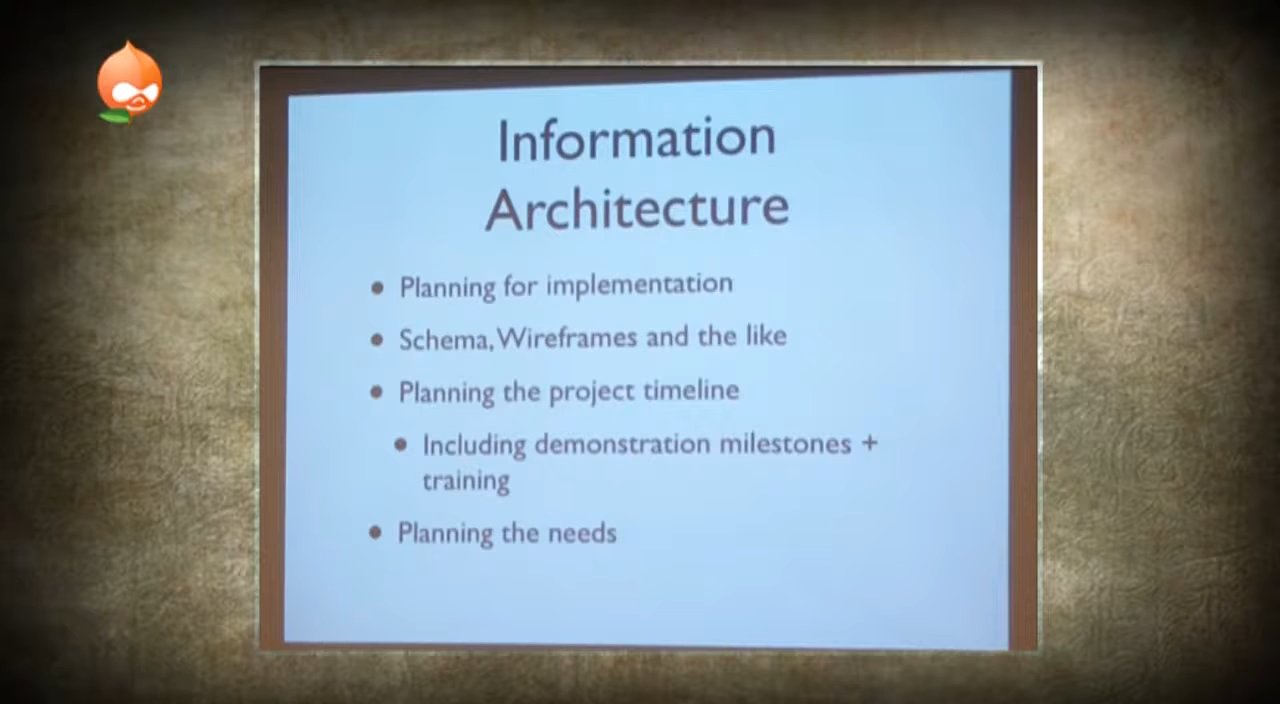 Information
Architecture
• Planning for implementation
• Schema, Wireframes and the like
• Planning the project timeline
• Including demonstration milestones +
training
• Planning the needs